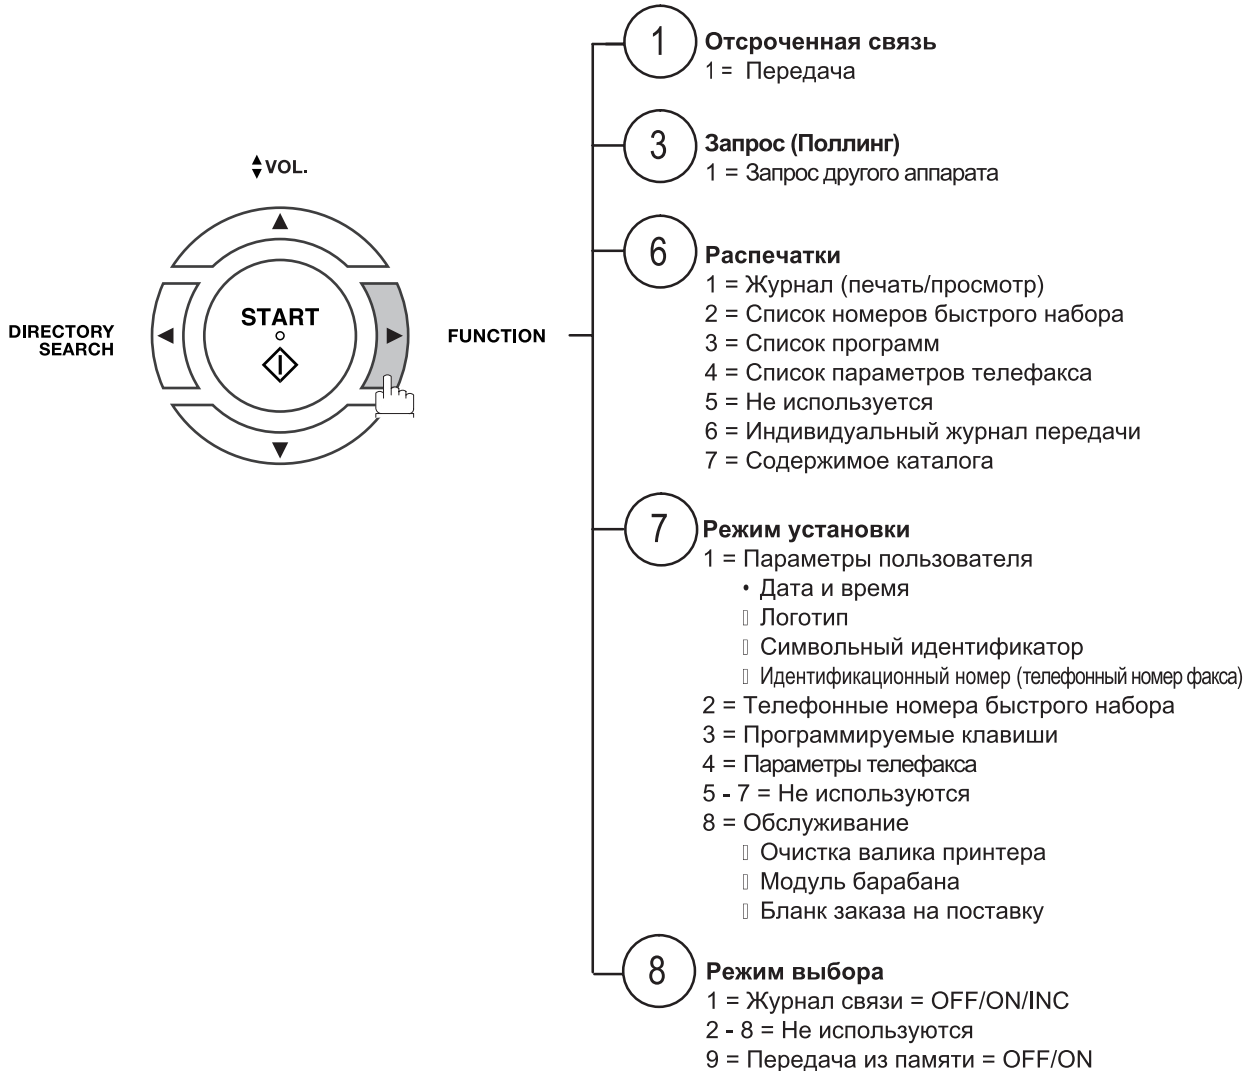 VOL.
DIRECTORY
SEARCH
START
FUNCTION
1
Отсроченная связь
1 = Передача
3
Запрос (Поллинг)
1 = Запрос другого аппарата
6
Распечатки
1 = Журнал (печать/просмотр)
2 = Список номеров быстрого набора
3 = Список программ
4 = Список параметров телефакса
5 = Не используется
6 = Индивидуальный журнал передачи
7 = Содержимое каталога
7
Режим установки
1 = Параметры пользователя
• Дата и время
▯ Логотип
▯ Символьный идентификатор
▯ Идентификационный номер (телефонный номер факса)
2 = Телефонные номера быстрого набора
3 = Программируемые клавиши
4 = Параметры телефакса
5 - 7 = Не используются
8 = Обслуживание
▯ Очистка валика принтера
▯ Модуль барабана
▯ Бланк заказа на поставку
8
Режим выбора
1 = Журнал связи = OFF/ON/INC
2 - 8 = Не используются
9 = Передача из памяти = OFF/ON